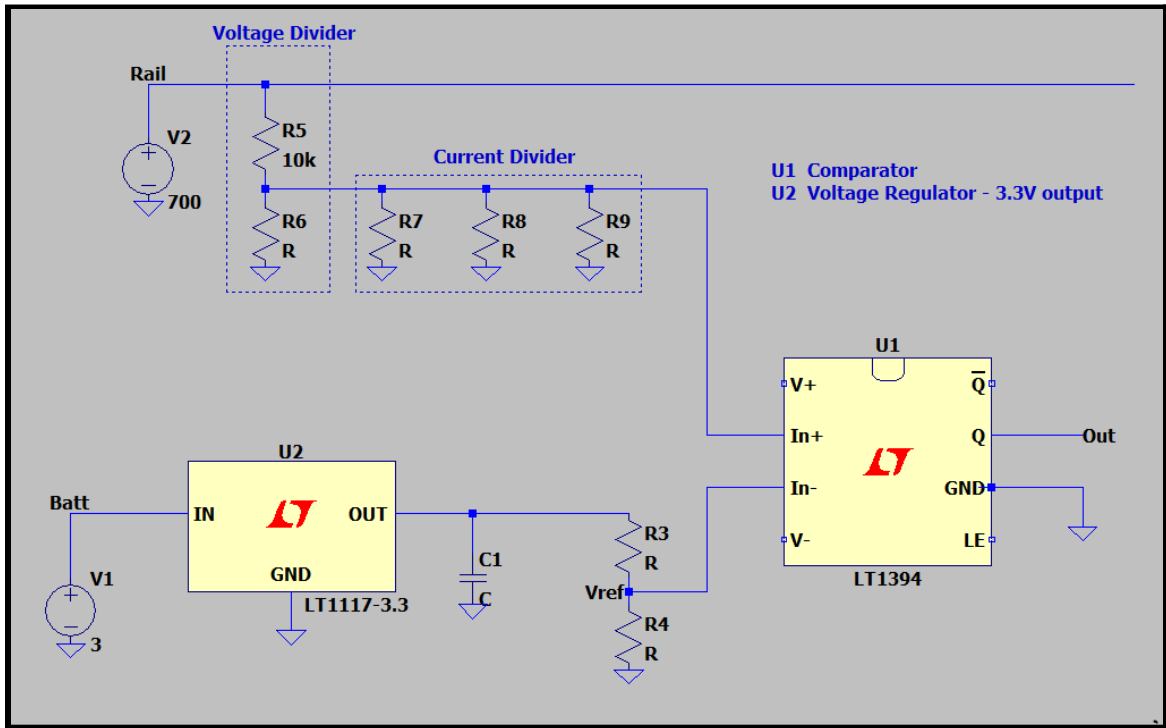 Voltage Divider
Rail
V2
700
R5
10k
R6
R
Current Divider
R7
R
R8
R
R9
R
U1 Comparator
U2 Voltage Regulator - 3.3V output
U1
V+
In+
In-
V-
Q
Q
GND
LE
LT1394
Out
U2
IN
OUT
GND
LT1117-3.3
Batt
V1
3
C1
C
R3
R
Vref
R4
R